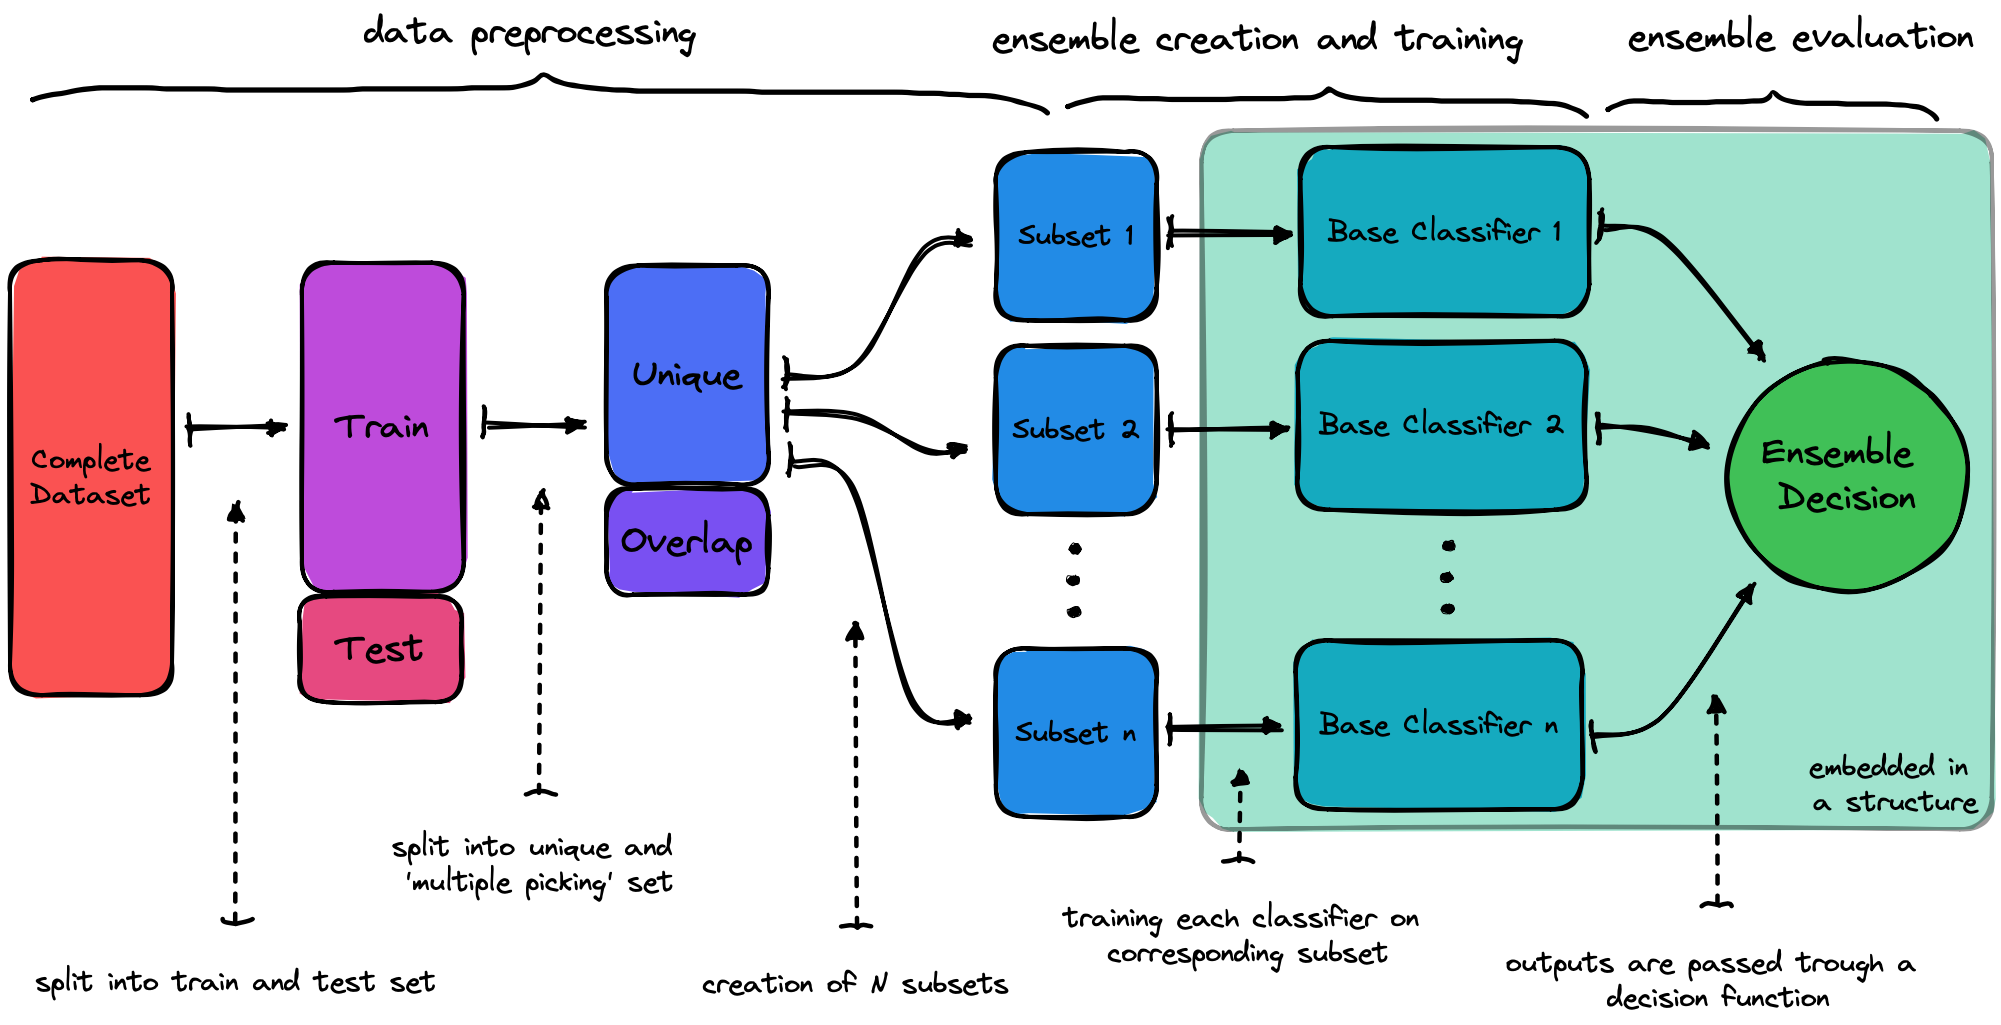 data preprocessing
ensemble creation and training
ensemble evaluation
Complete
Dataset
Train
Test
Unique
Overlap
Subset 1
Subset 2
Subset n
Base Classifier 1
Base Classifier 2
Base Classifier n
Ensemble
Decision
embedded in
a structure
split into train and test set
split into unique and
'multiple picking' set
creation of N subsets
training each classifier on
corresponding subset
outputs are passed trough a
decision function